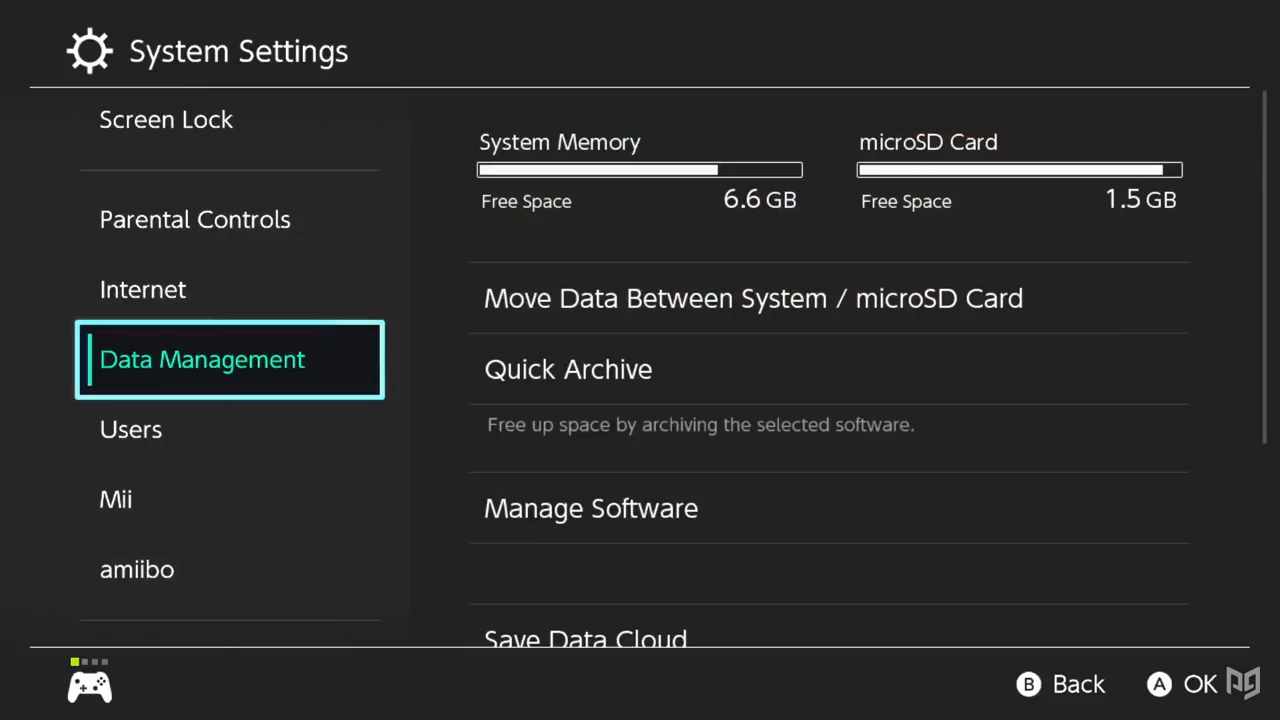 System Settings
Screen Lock
Parental Controls
Internet
Data Management
Users
Mii
amiibo
System Memory
Free Space 6.6 GB
microSD Card
Free Space 1.5 GB
Move Data Between System / microSD Card
Quick Archive
Free up space by archiving the selected software.
Manage Software
Save Data Cloud
B Back
A OK
PG